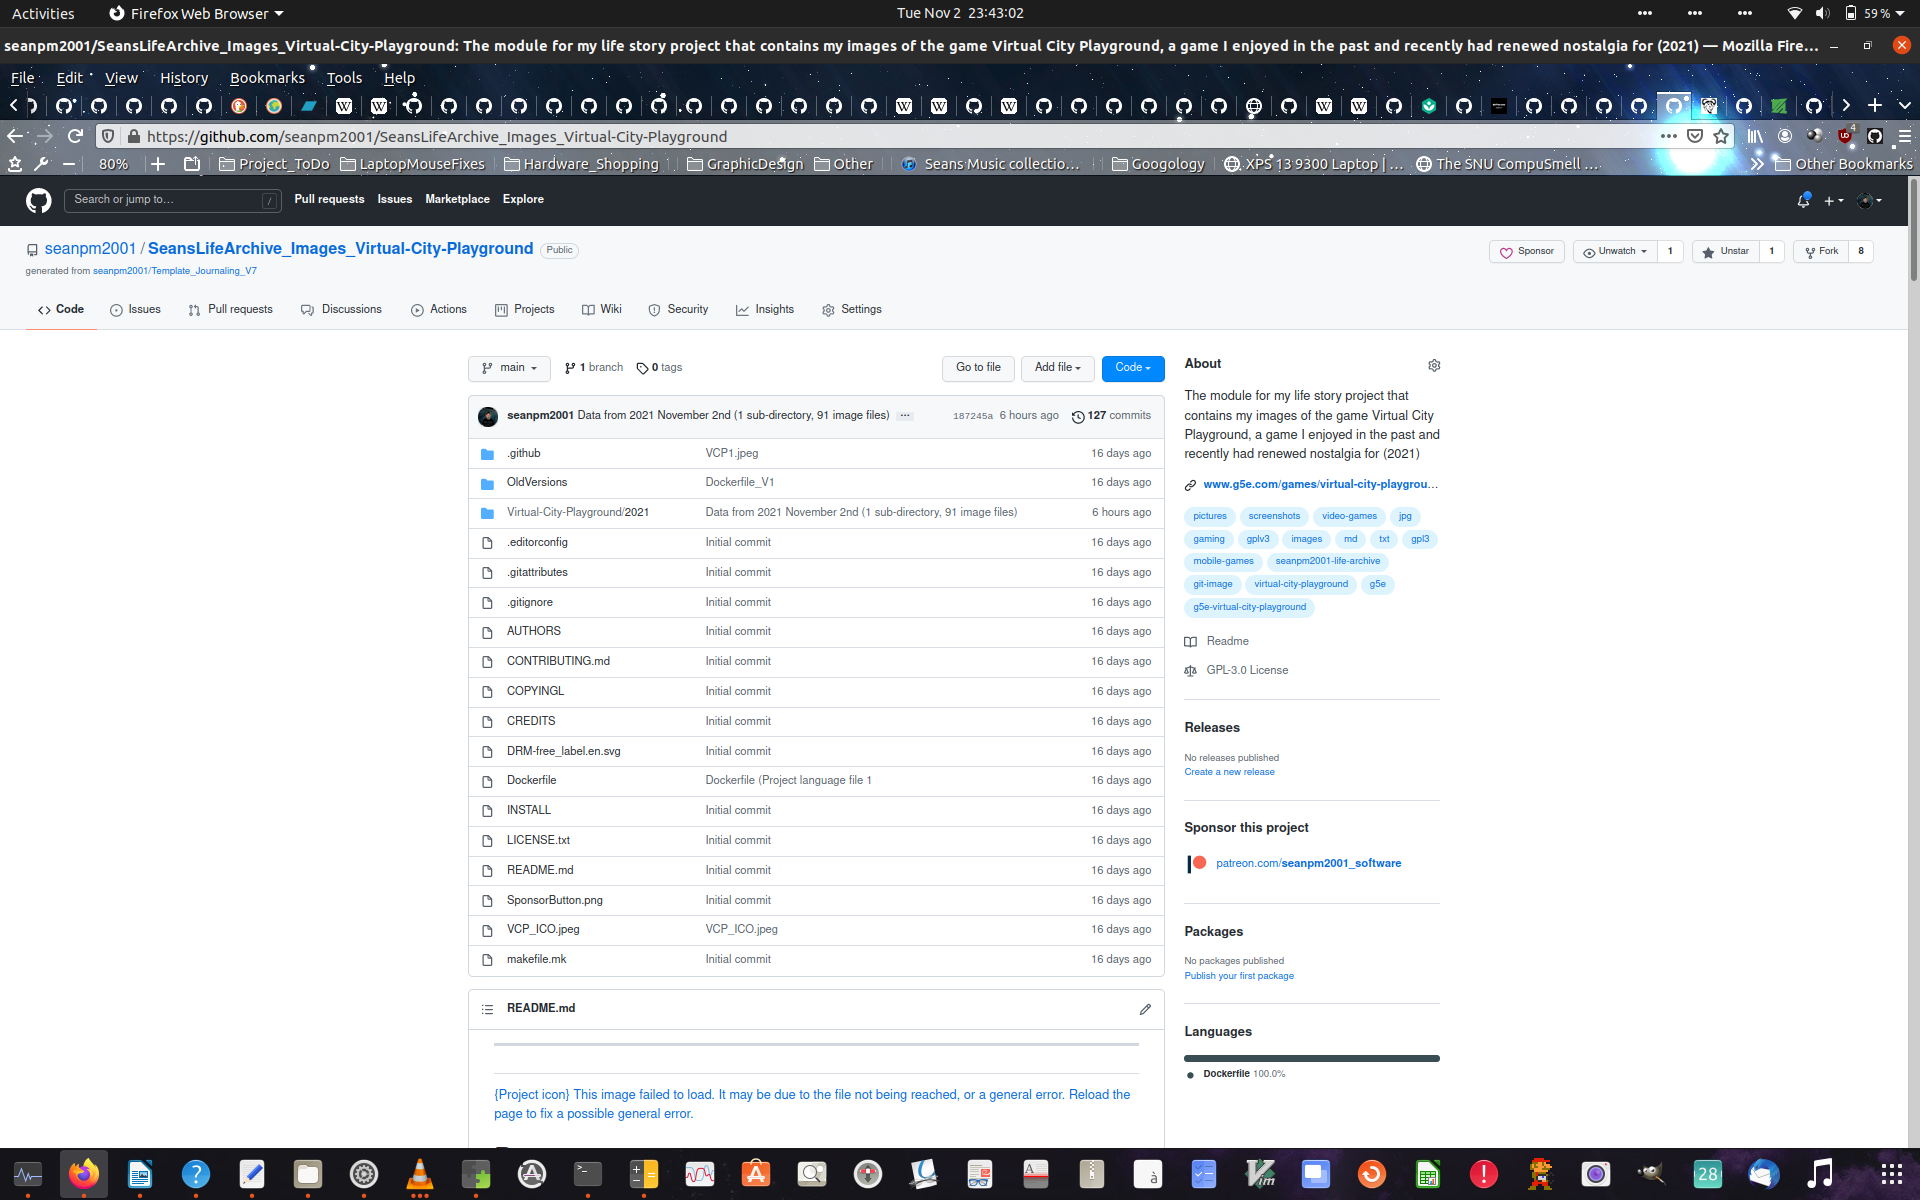 Activities Firefox Web Browser Tue Nov 2 23:43:02 59 %
seanpm2001/SeansLifeArchive_Images_Virtual-City-Playground: The module for my life story project that contains my images of the game Virtual City Playground, a game I enjoyed in the past and recently had renewed nostalgia for (2021) — Mozilla Fire…
File Edit View History Bookmarks Tools Help
https://github.com/seanpm2001/SeansLifeArchive_Images_Virtual-City-Playground 4
80% Project_ToDo LaptopMouseFixes Hardware_Shopping GraphicDesign Other Seans Music collectio… Googology XPS 13 9300 Laptop | … The SNU CompuSmell … Other Bookmarks
Search or jump to… / Pull requests Issues Marketplace Explore
seanpm2001 / SeansLifeArchive_Images_Virtual-City-Playground Public Sponsor Unwatch 1 Unstar 1 Fork 8
generated from seanpm2001/Template_Journaling_V7
Code Issues Pull requests Discussions Actions Projects Wiki Security Insights Settings
main 1 branch 0 tags Go to file Add file Code
seanpm2001 Data from 2021 November 2nd (1 sub-directory, 91 image files) … 187245a 6 hours ago 127 commits
.github VCP1.jpeg 16 days ago
OldVersions Dockerfile_V1 16 days ago
Virtual-City-Playground/2021 Data from 2021 November 2nd (1 sub-directory, 91 image files) 6 hours ago
.editorconfig Initial commit 16 days ago
.gitattributes Initial commit 16 days ago
.gitignore Initial commit 16 days ago
AUTHORS Initial commit 16 days ago
CONTRIBUTING.md Initial commit 16 days ago
COPYINGL Initial commit 16 days ago
CREDITS Initial commit 16 days ago
DRM-free_label.en.svg Initial commit 16 days ago
Dockerfile Dockerfile (Project language file 1 16 days ago
INSTALL Initial commit 16 days ago
LICENSE.txt Initial commit 16 days ago
README.md Initial commit 16 days ago
SponsorButton.png Initial commit 16 days ago
VCP_ICO.jpeg VCP_ICO.jpeg 16 days ago
makefile.mk Initial commit 16 days ago
README.md
{Project icon} This image failed to load. It may be due to the file not being reached, or a general error. Reload the
page to fix a possible general error.
About
The module for my life story project that
contains my images of the game Virtual City
Playground, a game I enjoyed in the past and
recently had renewed nostalgia for (2021)
www.g5e.com/games/virtual-city-playgrou…
pictures screenshots video-games jpg
gaming gplv3 images md txt gpl3
mobile-games seanpm2001-life-archive
git-image virtual-city-playground g5e
g5e-virtual-city-playground
Readme
GPL-3.0 License
Releases
No releases published
Create a new release
Sponsor this project
patreon.com/seanpm2001_software
Packages
No packages published
Publish your first package
Languages
Dockerfile 100.0%
28